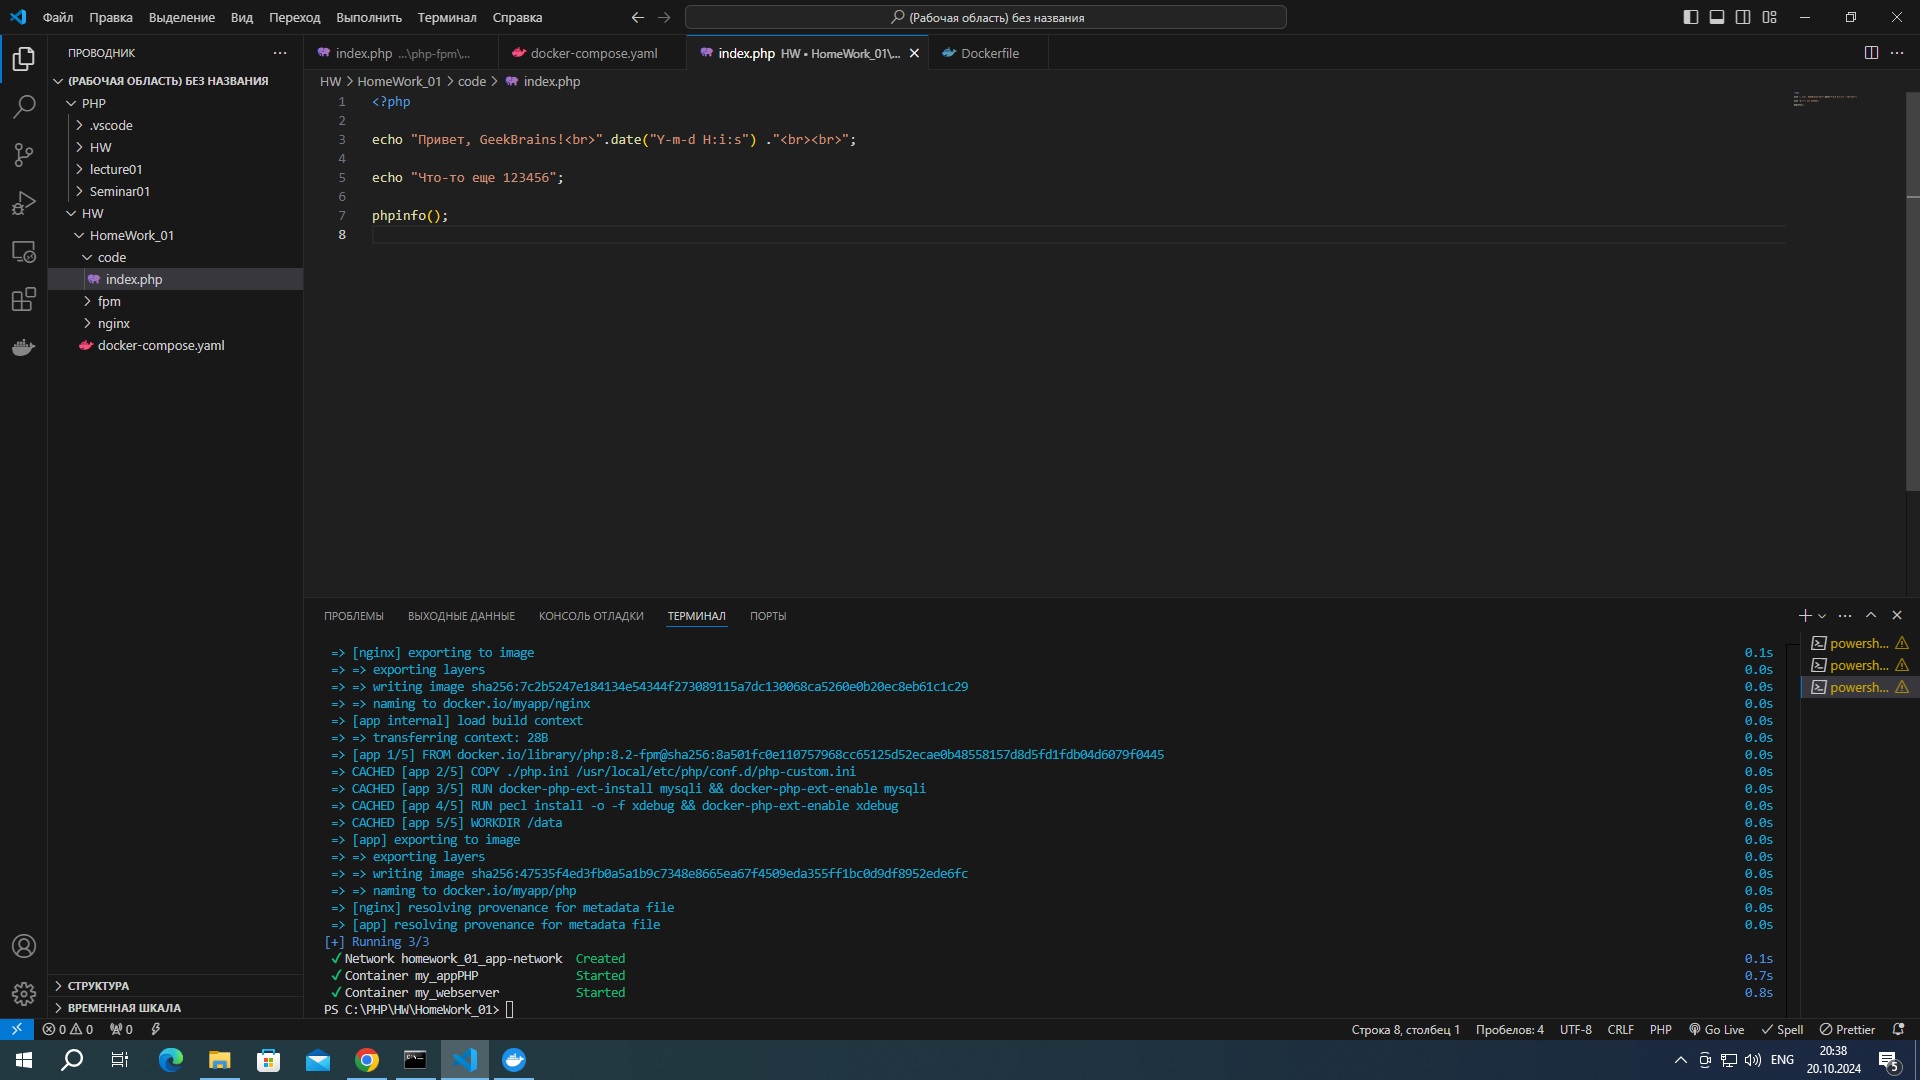 Файл Правка Выделение Вид Переход Выполнить Терминал Справка
(Рабочая область) без названия
ПРОВОДНИК
(РАБОЧАЯ ОБЛАСТЬ) БЕЗ НАЗВАНИЯ
PHP
.vscode
HW
lecture01
Seminar01
HW
HomeWork_01
code
index.php
fpm
nginx
docker-compose.yaml
СТРУКТУРА
ВРЕМЕННАЯ ШКАЛА
index.php ...\php-fpm\...
docker-compose.yaml
index.php HW • HomeWork_01\...
Dockerfile
HW > HomeWork_01 > code > index.php
1 <?php
2
3 echo "Привет, GeekBrains!<br>".date("Y-m-d H:i:s") ."<br><br>";
4
5 echo "Что-то еще 123456";
6
7 phpinfo();
8
ПРОБЛЕМЫ ВЫХОДНЫЕ ДАННЫЕ КОНСОЛЬ ОТЛАДКИ ТЕРМИНАЛ ПОРТЫ
=> [nginx] exporting to image 0.1s
=> => exporting layers 0.0s
=> => writing image sha256:7c2b5247e184134e54344f273089115a7dc130068ca5260e0b20ec8eb61c1c29 0.0s
=> => naming to docker.io/myapp/nginx 0.0s
=> [app internal] load build context 0.0s
=> => transferring context: 28B 0.0s
=> [app 1/5] FROM docker.io/library/php:8.2-fpm@sha256:8a501fc0e110757968cc65125d52ecae0b48558157d8d5fd1fdb04d6079f0445 0.0s
=> CACHED [app 2/5] COPY ./php.ini /usr/local/etc/php/conf.d/php-custom.ini 0.0s
=> CACHED [app 3/5] RUN docker-php-ext-install mysqli && docker-php-ext-enable mysqli 0.0s
=> CACHED [app 4/5] RUN pecl install -o -f xdebug && docker-php-ext-enable xdebug 0.0s
=> CACHED [app 5/5] WORKDIR /data 0.0s
=> [app] exporting to image 0.0s
=> => exporting layers 0.0s
=> => writing image sha256:47535f4ed3fb0a5a1b9c7348e8665ea67f4509eda355ff1bc0d9df8952ede6fc 0.0s
=> => naming to docker.io/myapp/php 0.0s
=> [nginx] resolving provenance for metadata file 0.0s
=> [app] resolving provenance for metadata file 0.0s
[+] Running 3/3
✓Network homework_01_app-network Created 0.1s
✓Container my_appPHP Started 0.7s
✓Container my_webserver Started 0.8s
PS C:\PHP\HW\HomeWork_01>
powersh...
powersh...
powersh...
0 0 0
Строка 8, столбец 1 Пробелов: 4 UTF-8 CRLF PHP Go Live Spell Prettier
ENG
20:38
20.10.2024
5